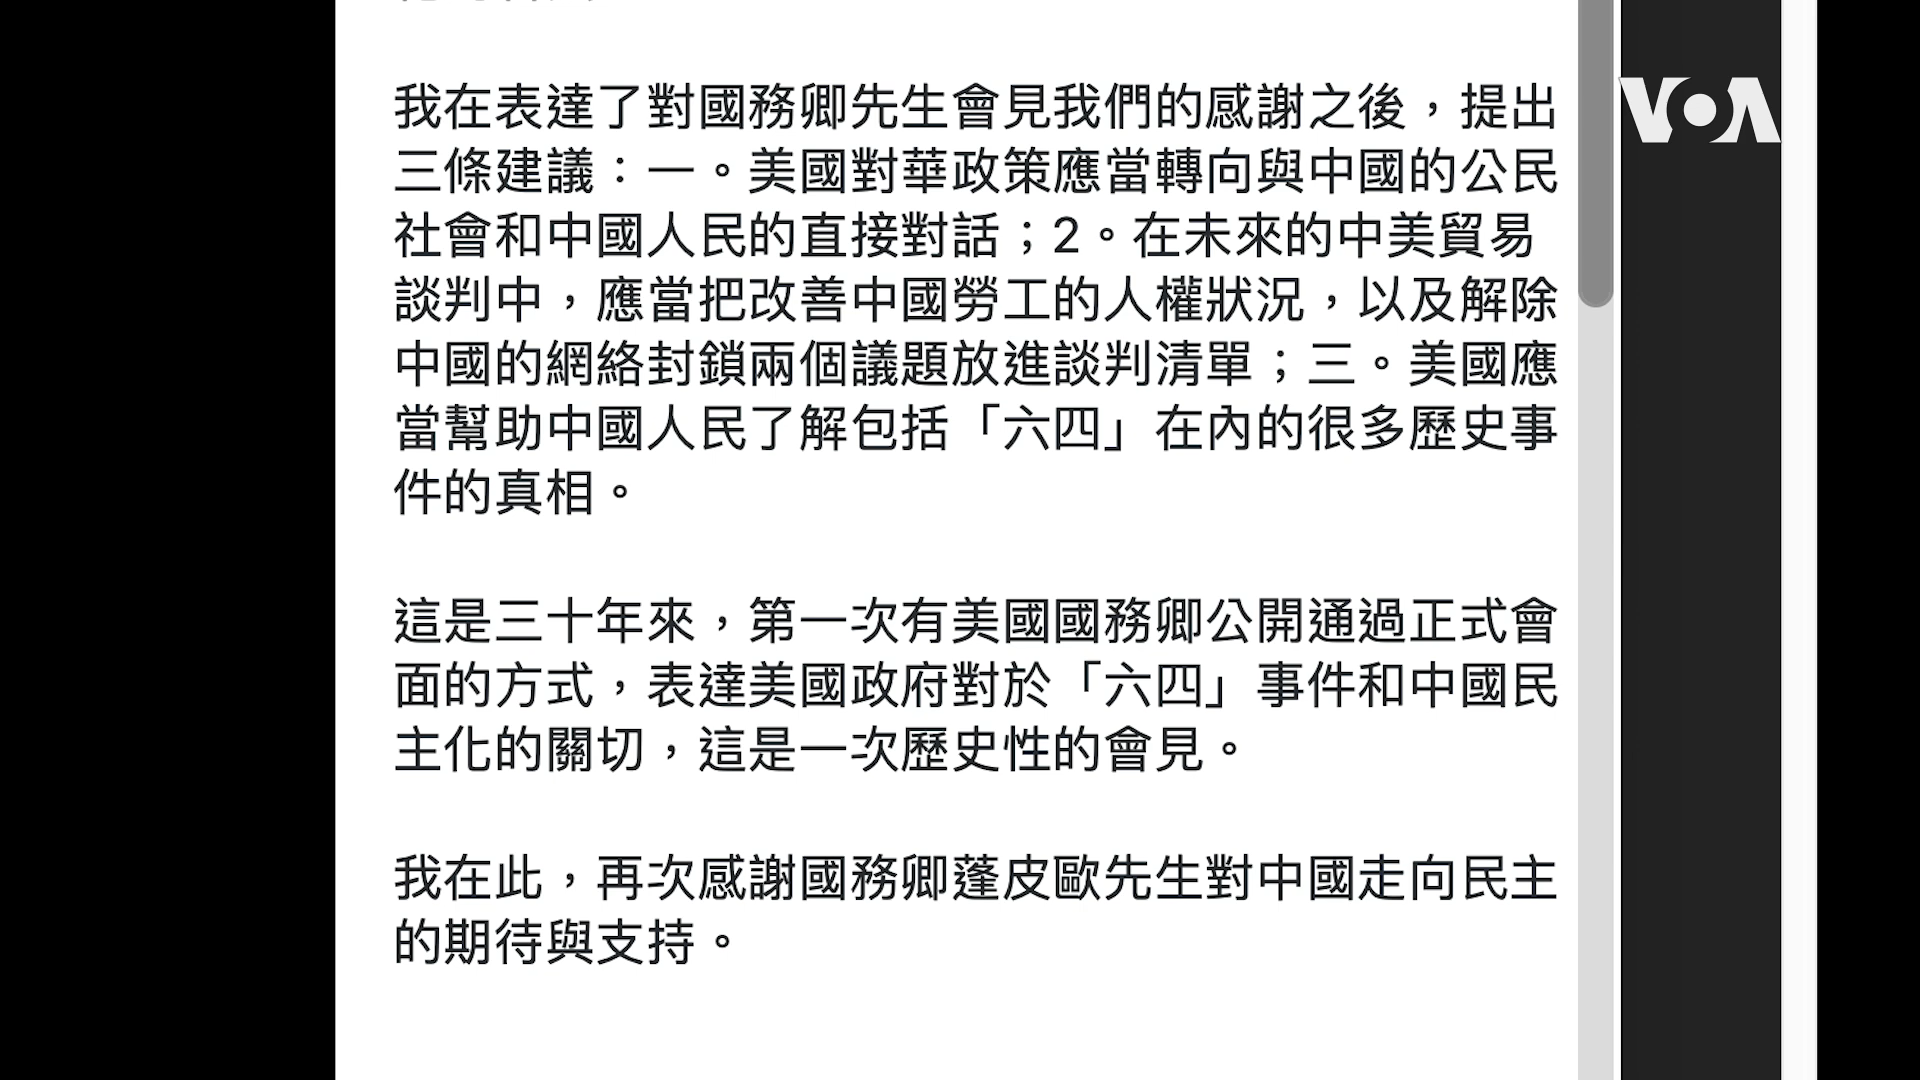 我在表達了對國務卿先生會見我們的感謝之後，提出
三條建議：一。美國對華政策應當轉向與中國的公民
社會和中國人民的直接對話；2。在未來的中美貿易
談判中，應當把改善中國勞工的人權狀況，以及解除
中國的網絡封鎖兩個議題放進談判清單；三。美國應
當幫助中國人民了解包括「六四」在內的很多歷史事
件的真相。
這是三十年來，第一次有美國國務卿公開通過正式會
面的方式，表達美國政府對於「六四」事件和中國民
主化的關切，這是一次歷史性的會見。
我在此，再次感謝國務卿蓬皮歐先生對中國走向民主
的期待與支持。
VOA